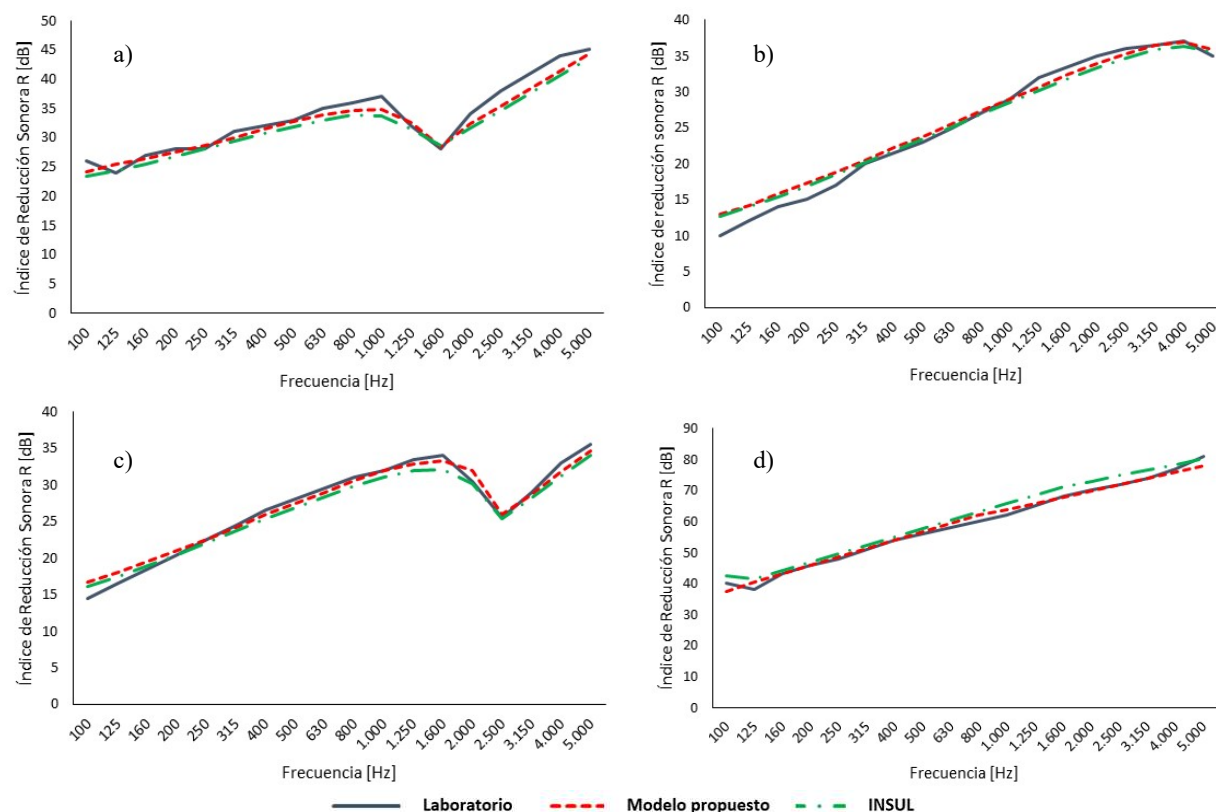 a)
Índice de Reducción Sonora R [dB]
50
45
40
35
30
25
20
15
10
5
0
100 125 160 200 250 315 400 500 630 800 1.000 1.250 1.600 2.000 2.500 3.150 4.000 5.000
Frecuencia [Hz]
b)
Índice de reducción sonora R [dB]
40
35
30
25
20
15
10
5
0
100 125 160 200 250 315 400 500 630 800 1.000 1.250 1.600 2.000 2.500 3.150 4.000 5.000
Frecuencia [Hz]
c)
Índice de Reducción Sonora R [dB]
40
35
30
25
20
15
10
5
0
100 125 160 200 250 315 400 500 630 800 1.000 1.250 1.600 2.000 2.500 3.150 4.000 5.000
Frecuencia [Hz]
d)
Índice de Reducción Sonora R [dB]
90
80
70
60
50
40
30
20
10
0
100 125 160 200 250 315 400 500 630 800 1.000 1.250 1.600 2.000 2.500 3.150 4.000 5.000
Frecuencia [Hz]
Laboratorio Modelo propuesto INSUL